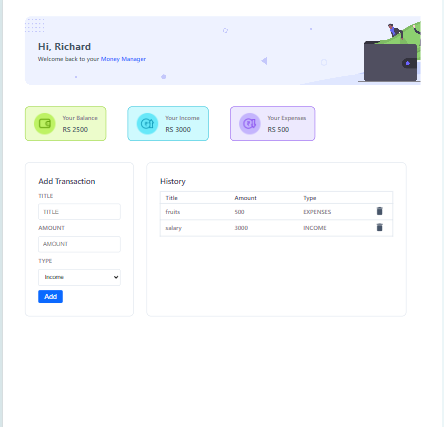 Hi, Richard
Welcome back to your Money Manager
Your Balance
RS 2500
Your Income
RS 3000
Your Expenses
RS 500
Add Transaction
TITLE
TITLE
AMOUNT
AMOUNT
TYPE
Income
Add
History
Title Amount Type
fruits 500 EXPENSES
salary 3000 INCOME